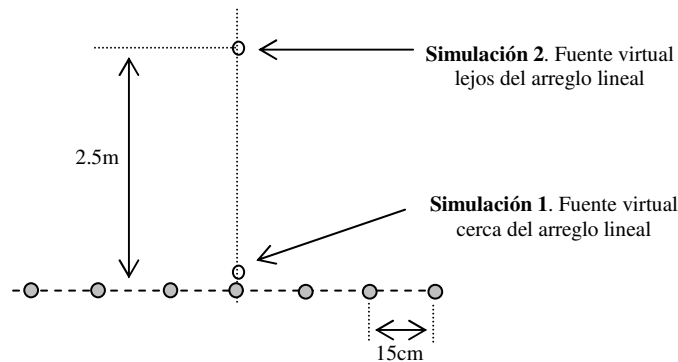 Simulación 2. Fuente virtual
lejos del arreglo lineal
2.5m
Simulación 1. Fuente virtual
cerca del arreglo lineal
15cm